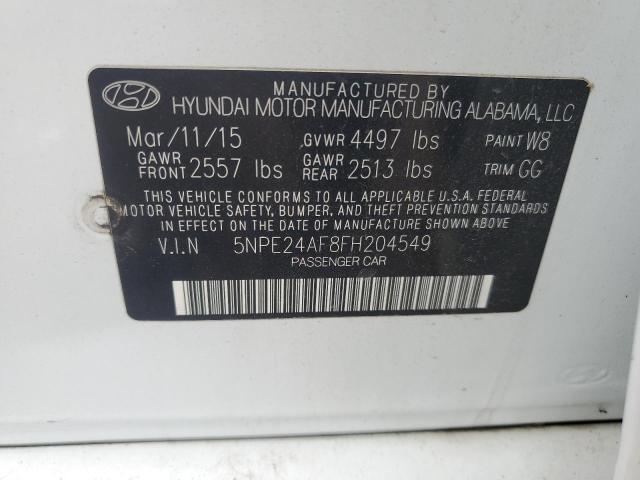 MANUFACTURED BY
HYUNDAI MOTOR MANUFACTURING ALABAMA, LLC
Mar/11/15 GVWR 4497 lbs PAINT W8
GAWR FRONT 2557 lbs GAWR REAR 2513 lbs TRIM GG
THIS VEHICLE CONFORMS TO ALL APPLICABLE U.S.A. FEDERAL
MOTOR VEHICLE SAFETY, BUMPER, AND THEFT PREVENTION
STANDARDS IN EFFECT ON THE DATE OF MANUFACTURE SHOWN ABOVE
V.I.N 5NPE24AF8FH204549
PASSENGER CAR